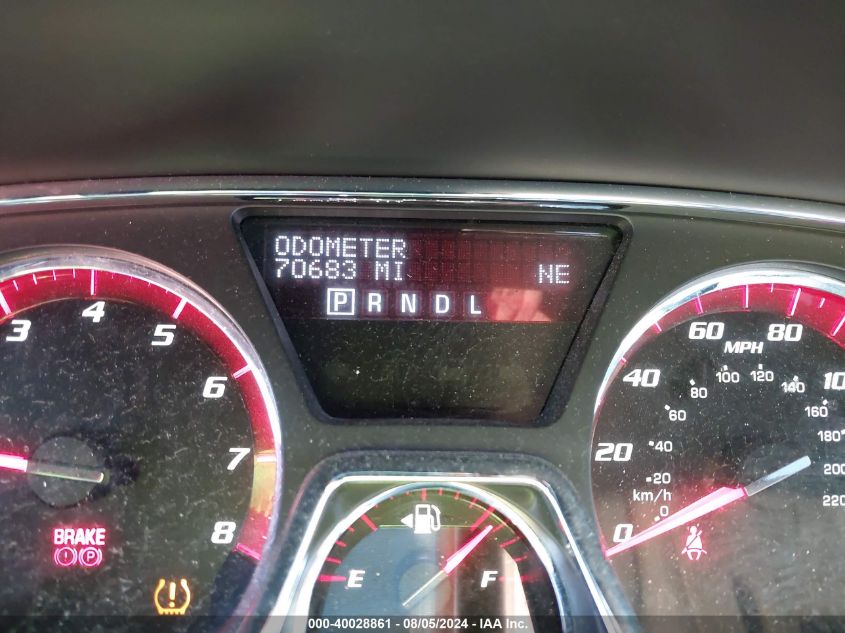 ODOMETER
70683 MI NE
P R N D L
3 4 5 6 7 8
BRAKE
P
E F
0 20 40 60 80
MPH
0 20 40 60 80 100 120 140 160 180 200 220
km/h
000-40028861 - 08/05/2024 - IAA Inc.